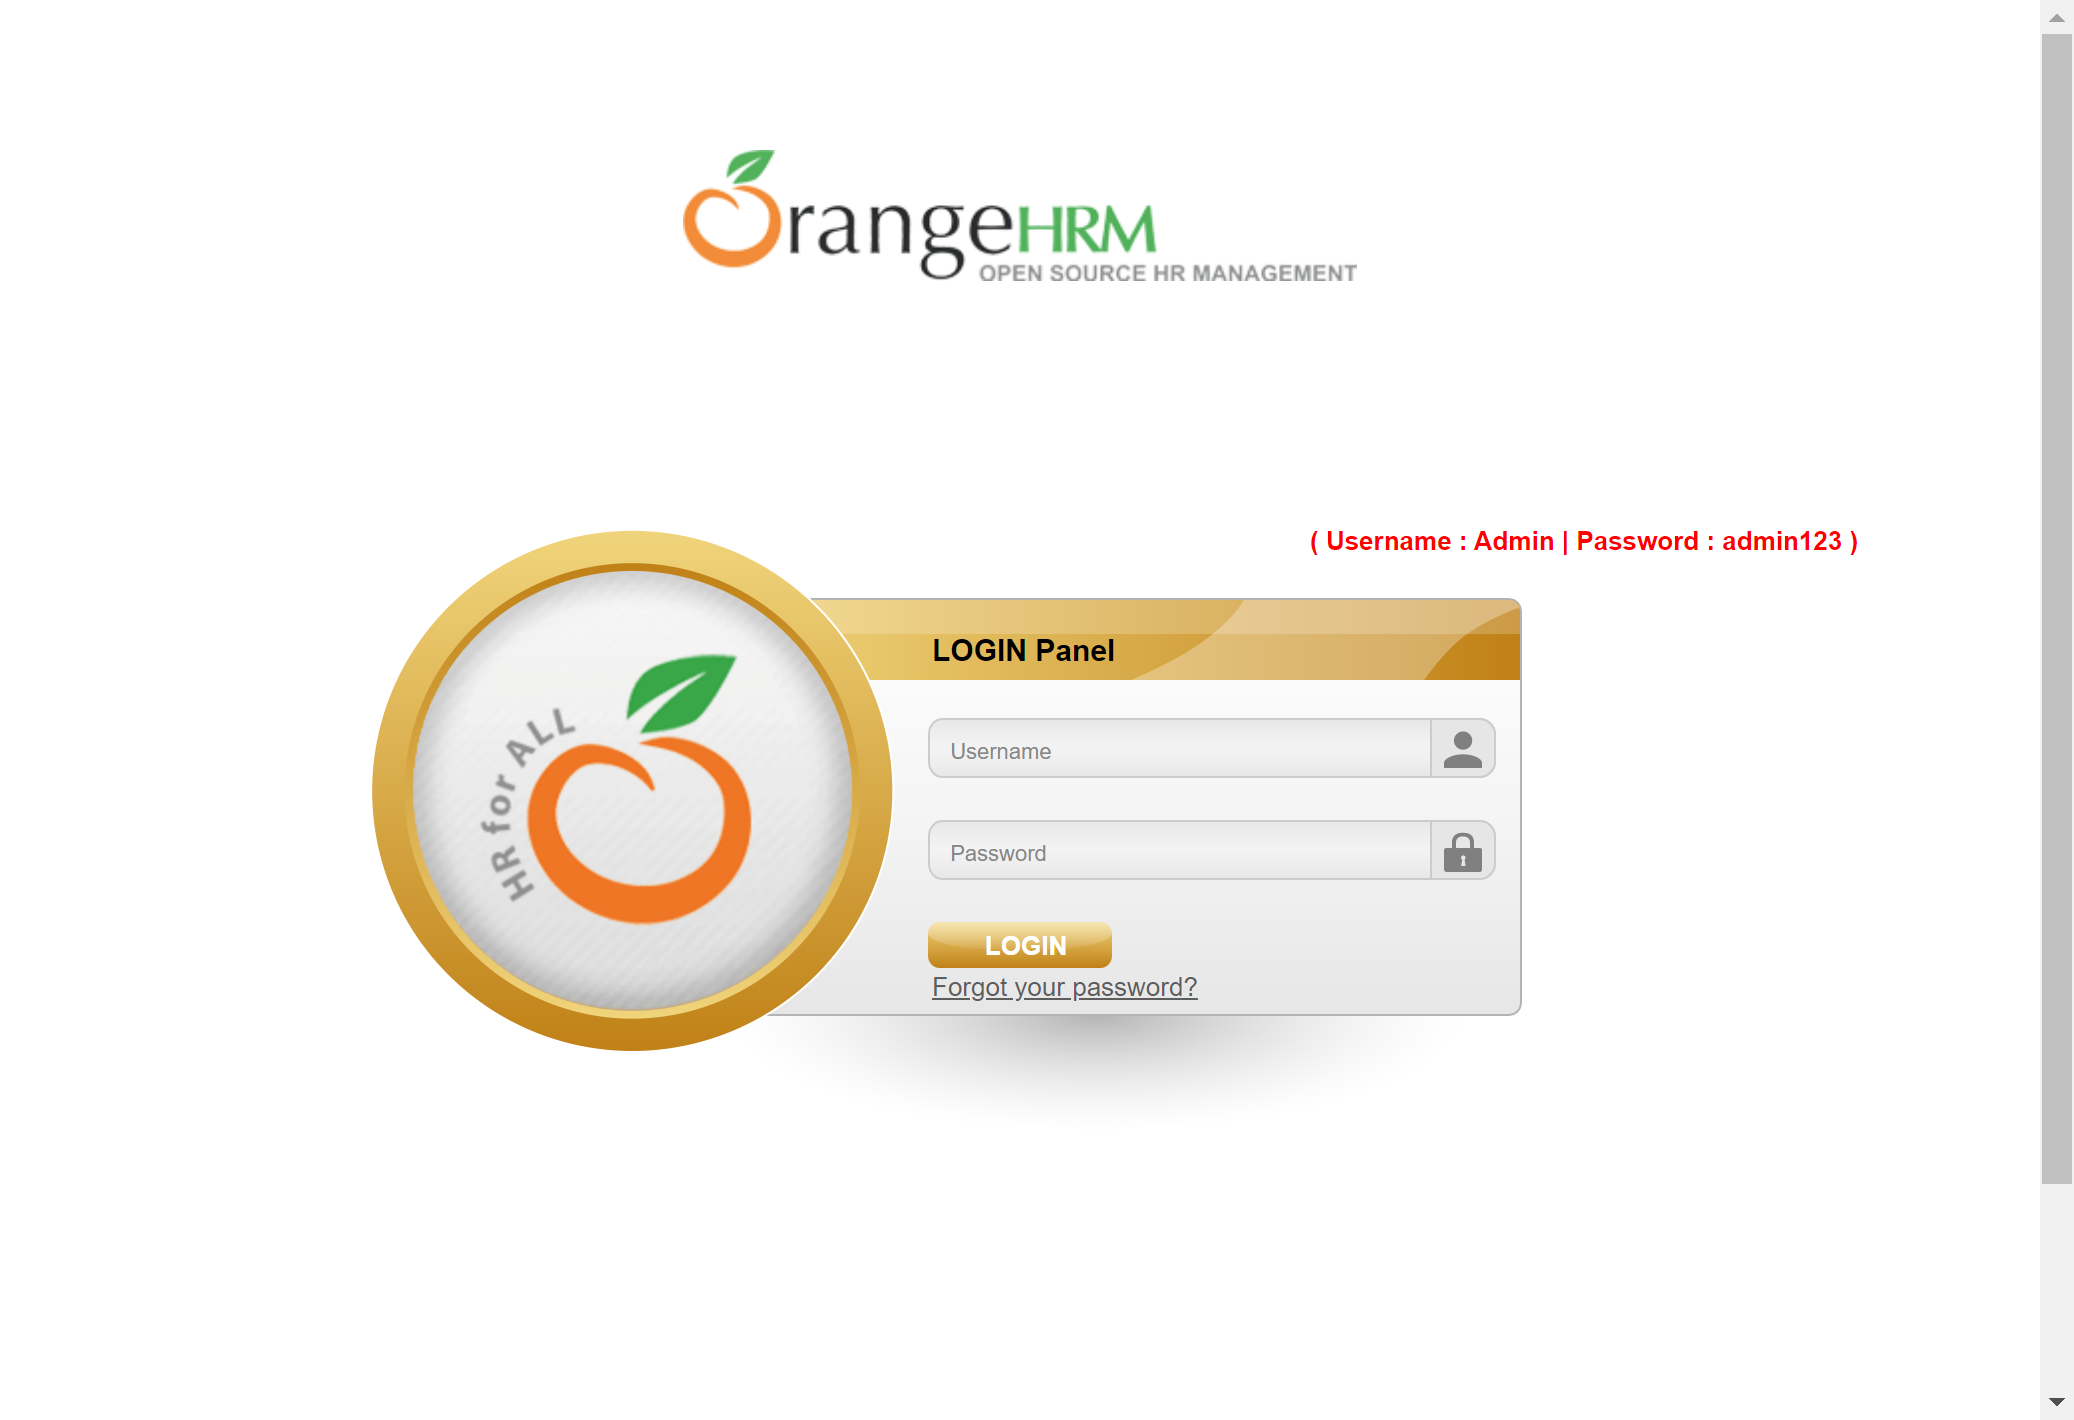 OrangeHRM
OPEN SOURCE HR MANAGEMENT
( Username : Admin | Password : admin123 )
LOGIN Panel
HR for ALL
Username
Password
LOGIN
Forgot your password?